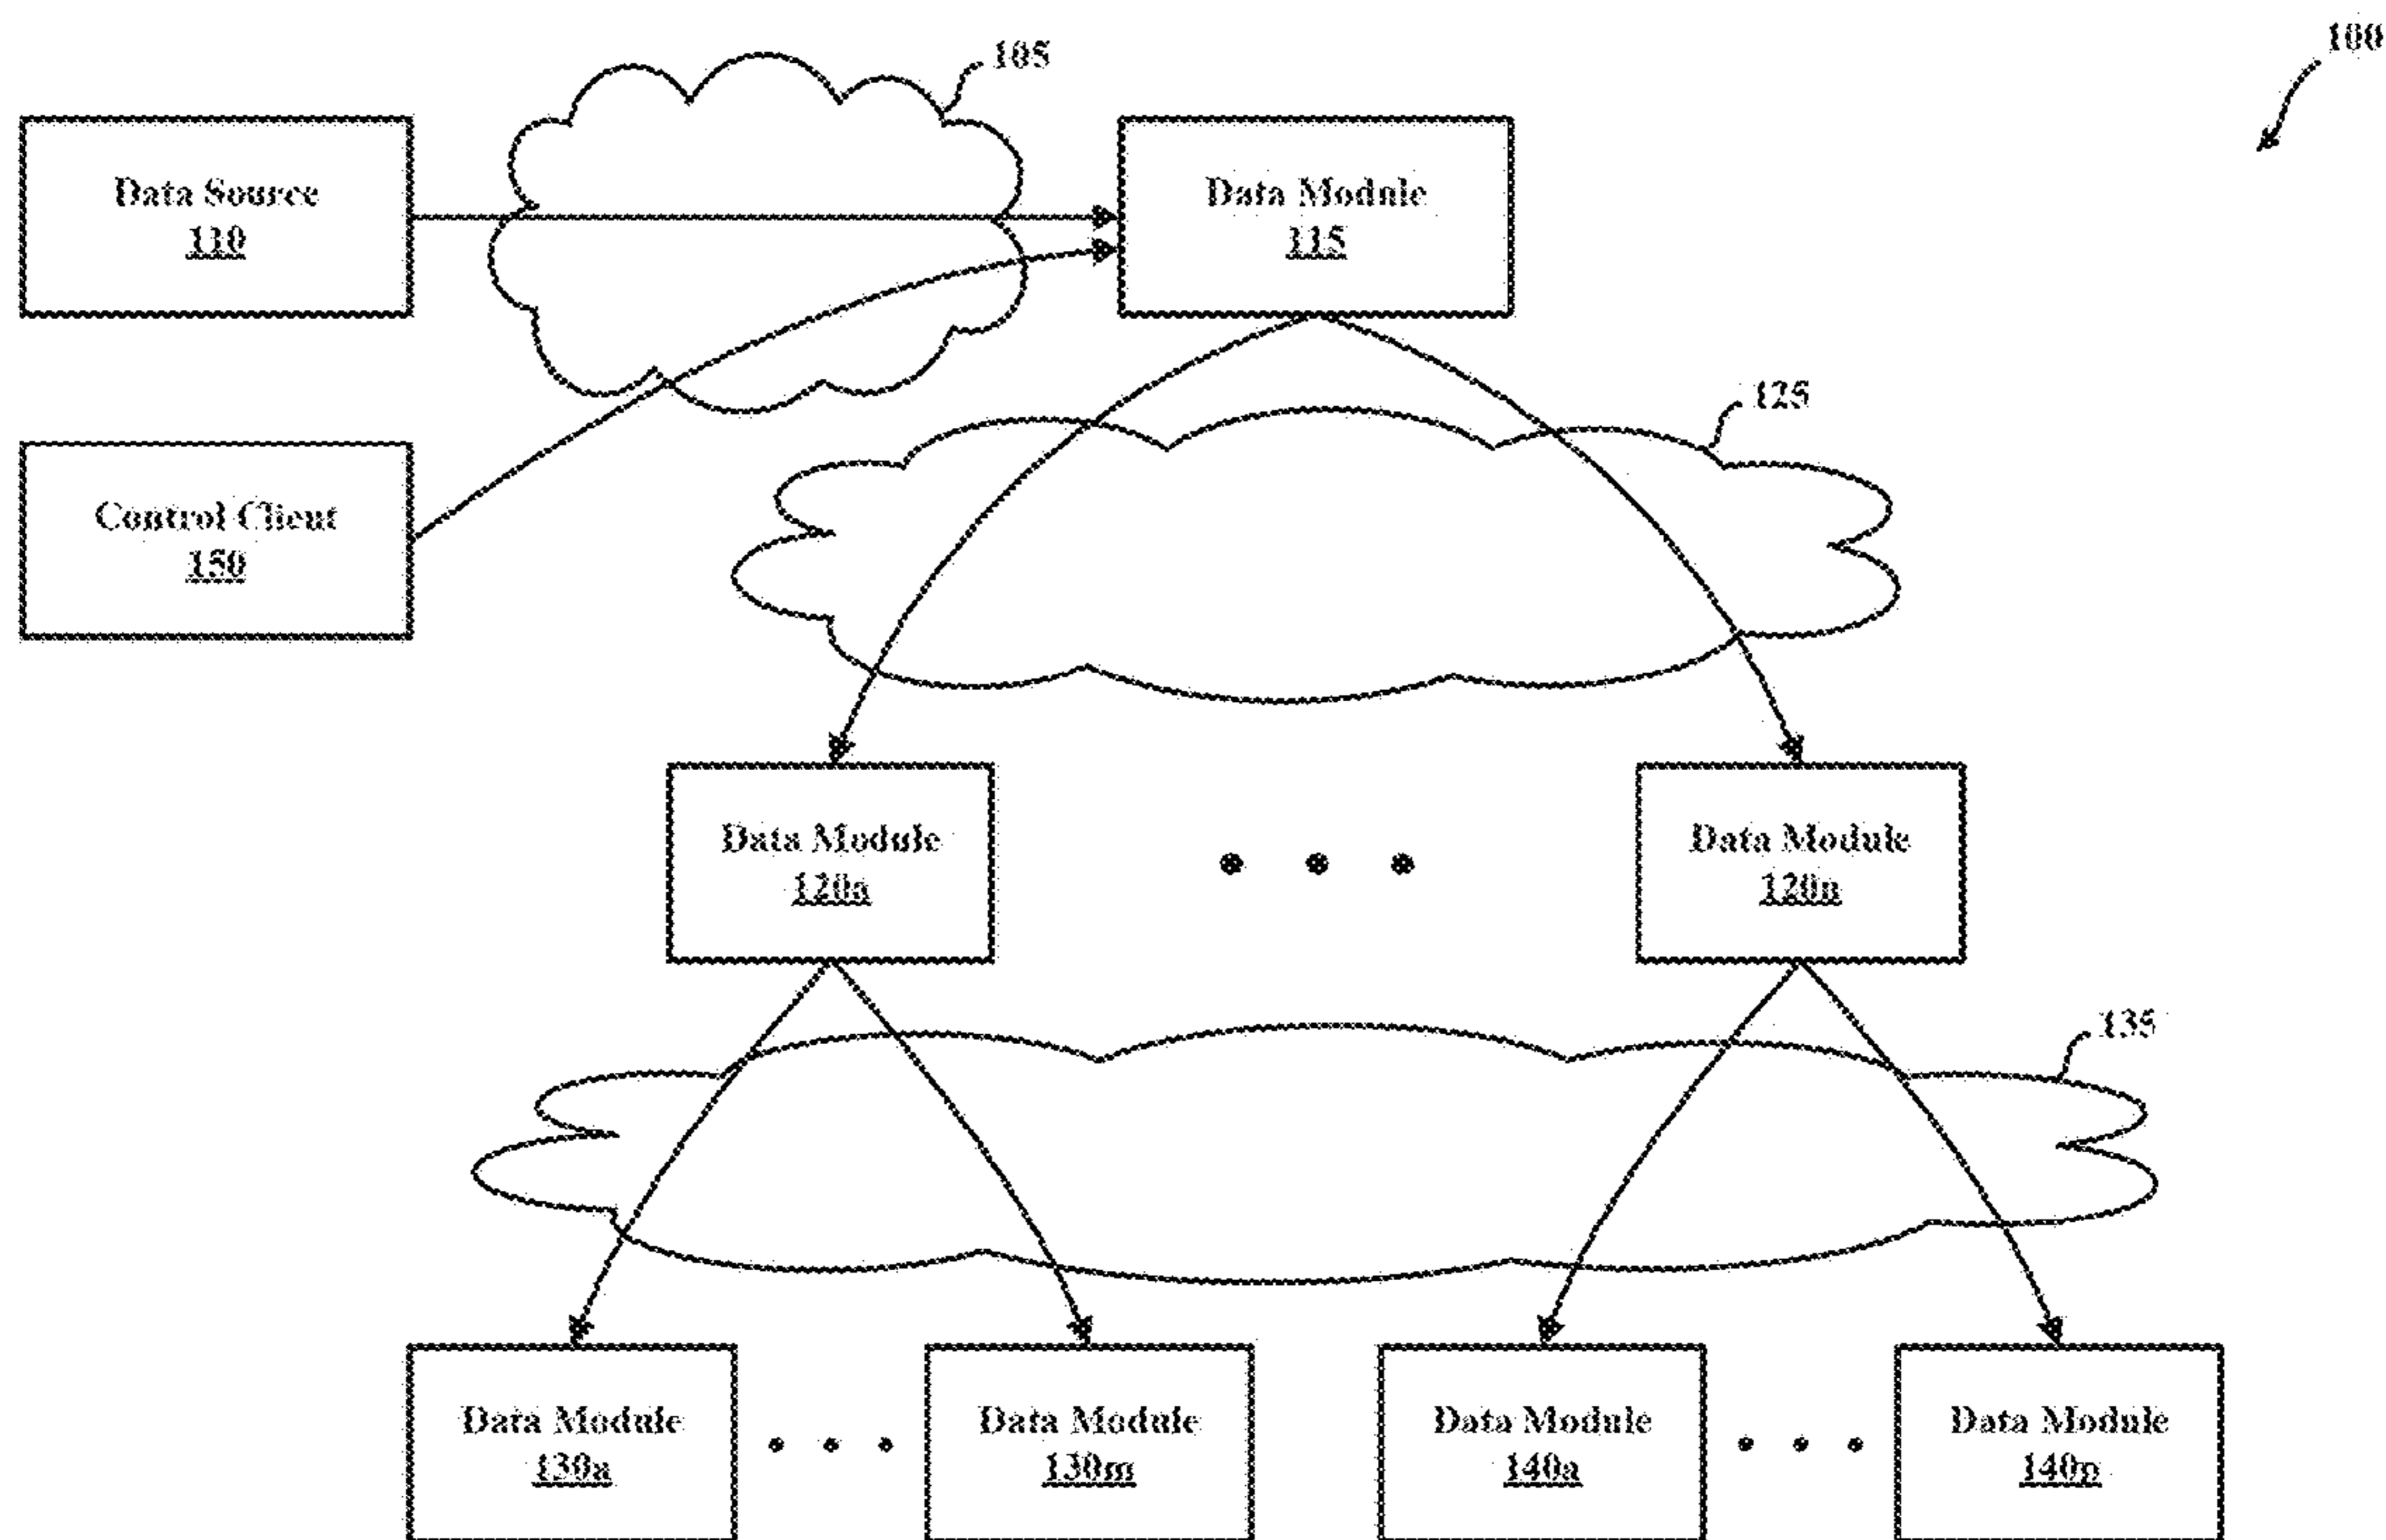 100
105
Data Source
110
Data Module
115
125
Control Client
150
Data Module
120a
Data Module
120n
135
Data Module
130a
Data Module
130m
Data Module
140a
Data Module
140p